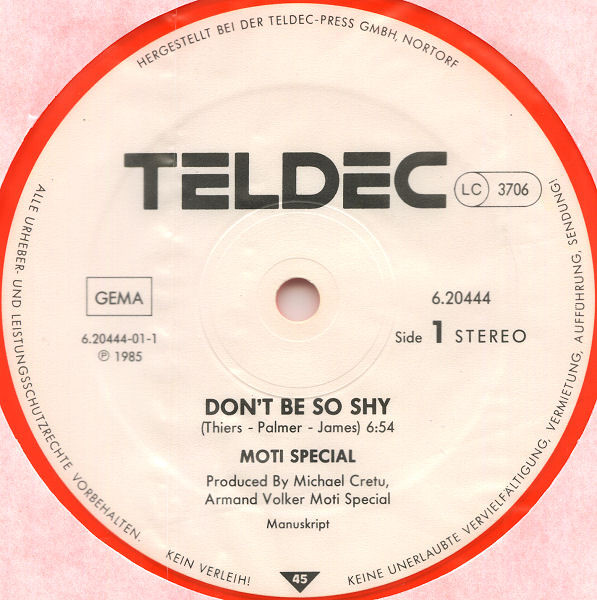 HERGESTELLT BEI DER TELDEC-PRESS GMBH, NORTORF
TELDEC
LC 3706
GEMA
6.20444-01-1
℗ 1985
6.20444
Side 1 STEREO
DON'T BE SO SHY
(Thiers - Palmer - James) 6:54
MOTI SPECIAL
Produced By Michael Cretu,
Armand Volker Moti Special
Manuskript
ALLE URHEBER- UND LEISTUNGSSCHUTZRECHTE VORBEHALTEN.
KEIN VERLEIH!
45
KEINE UNERLAUBTE VERVIELFÄLTIGUNG, VERMIETUNG, AUFFÜHRUNG, SENDUNG!